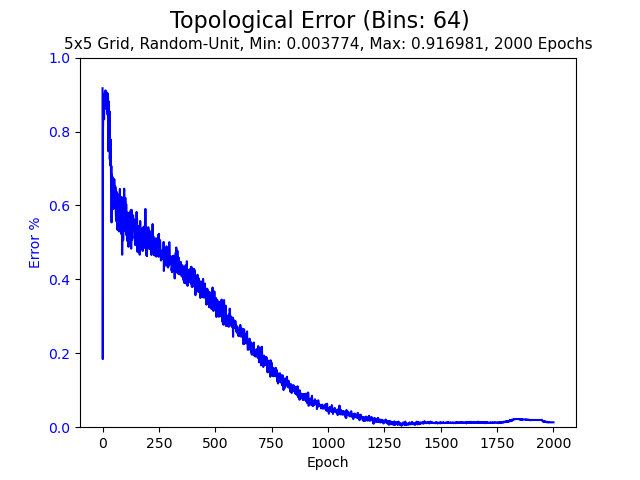 Topological Error (Bins: 64)
5x5 Grid, Random-Unit, Min: 0.003774, Max: 0.916981, 2000 Epochs
1.0
0.8
0.6
0.4
0.2
0.0
Error %
0 250 500 750 1000 1250 1500 1750 2000
Epoch